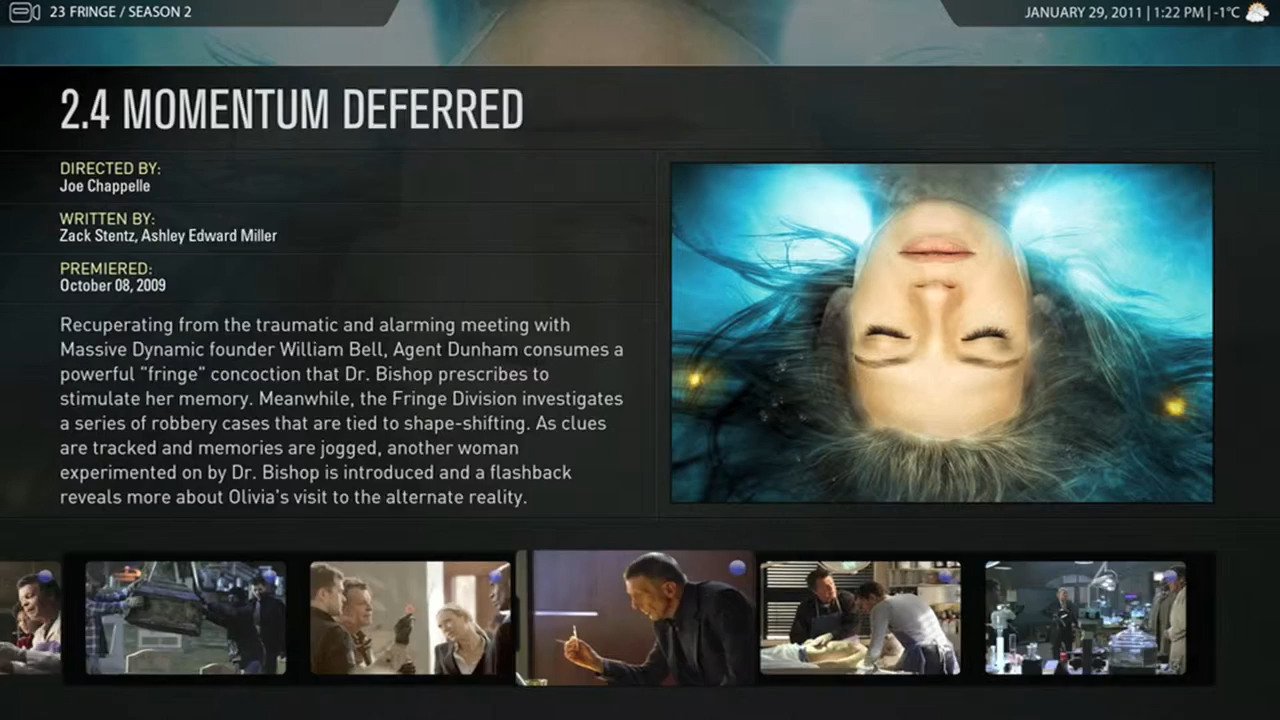 23 FRINGE / SEASON 2
JANUARY 29, 2011 | 1:22 PM | -1°C
2.4 MOMENTUM DEFERRED
DIRECTED BY:
Joe Chappelle
WRITTEN BY:
Zack Stentz, Ashley Edward Miller
PREMIERED:
October 08, 2009
Recuperating from the traumatic and alarming meeting with
Massive Dynamic founder William Bell, Agent Dunham consumes a
powerful "fringe" concoction that Dr. Bishop prescribes to
stimulate her memory. Meanwhile, the Fringe Division investigates
a series of robbery cases that are tied to shape-shifting. As clues
are tracked and memories are jogged, another woman
experimented on by Dr. Bishop is introduced and a flashback
reveals more about Olivia's visit to the alternate reality.